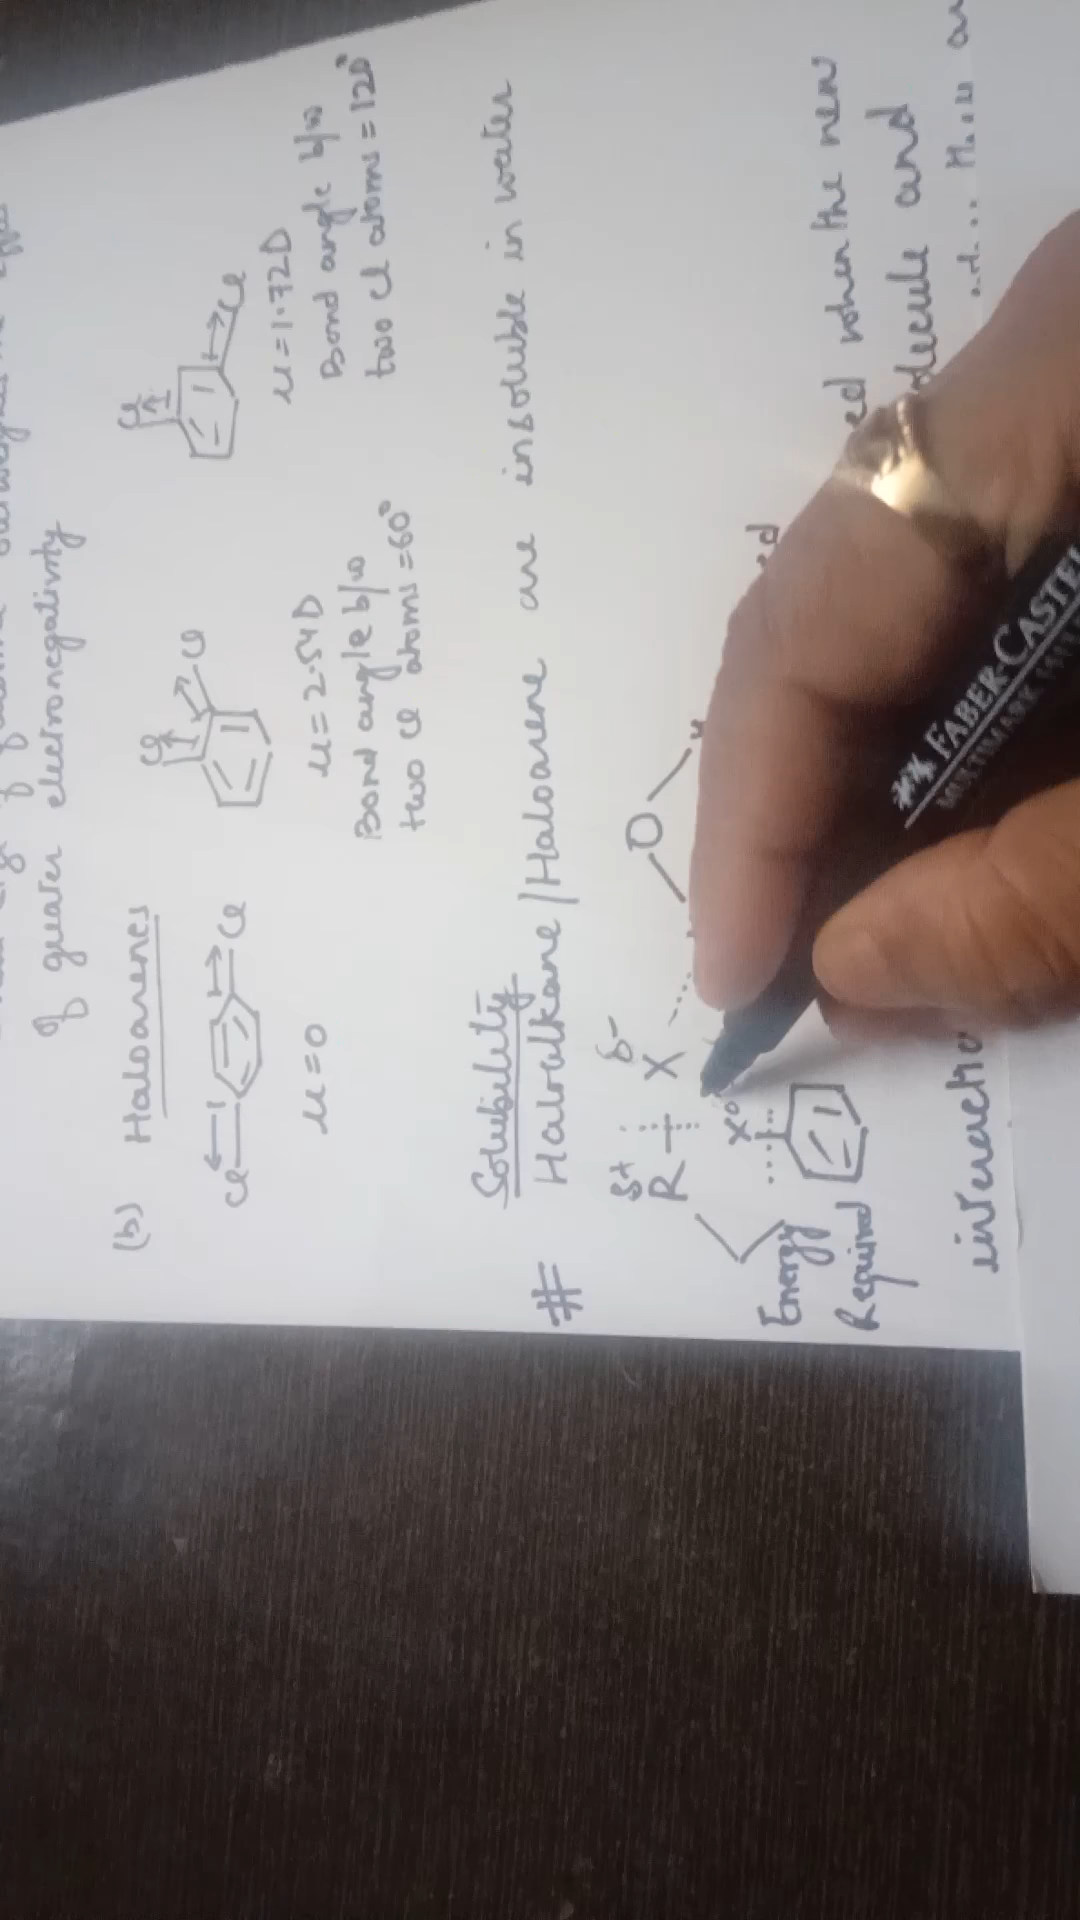 of greater electronegativity
(b) Haloarenes
Cl Cl
Cl Cl
Cl Cl
μ=0
μ=2.54D
Bond angle b/w
two Cl atoms=60°
μ=1.72D
Bond angle b/w
two Cl atoms=120°
Solubility
# Haloalkane/Haloarene are insoluble in water
δ+ δ-
R X O
X
Energy
Required
ed when the new
olecule and
FABER-CASTEL
MULTIMARK